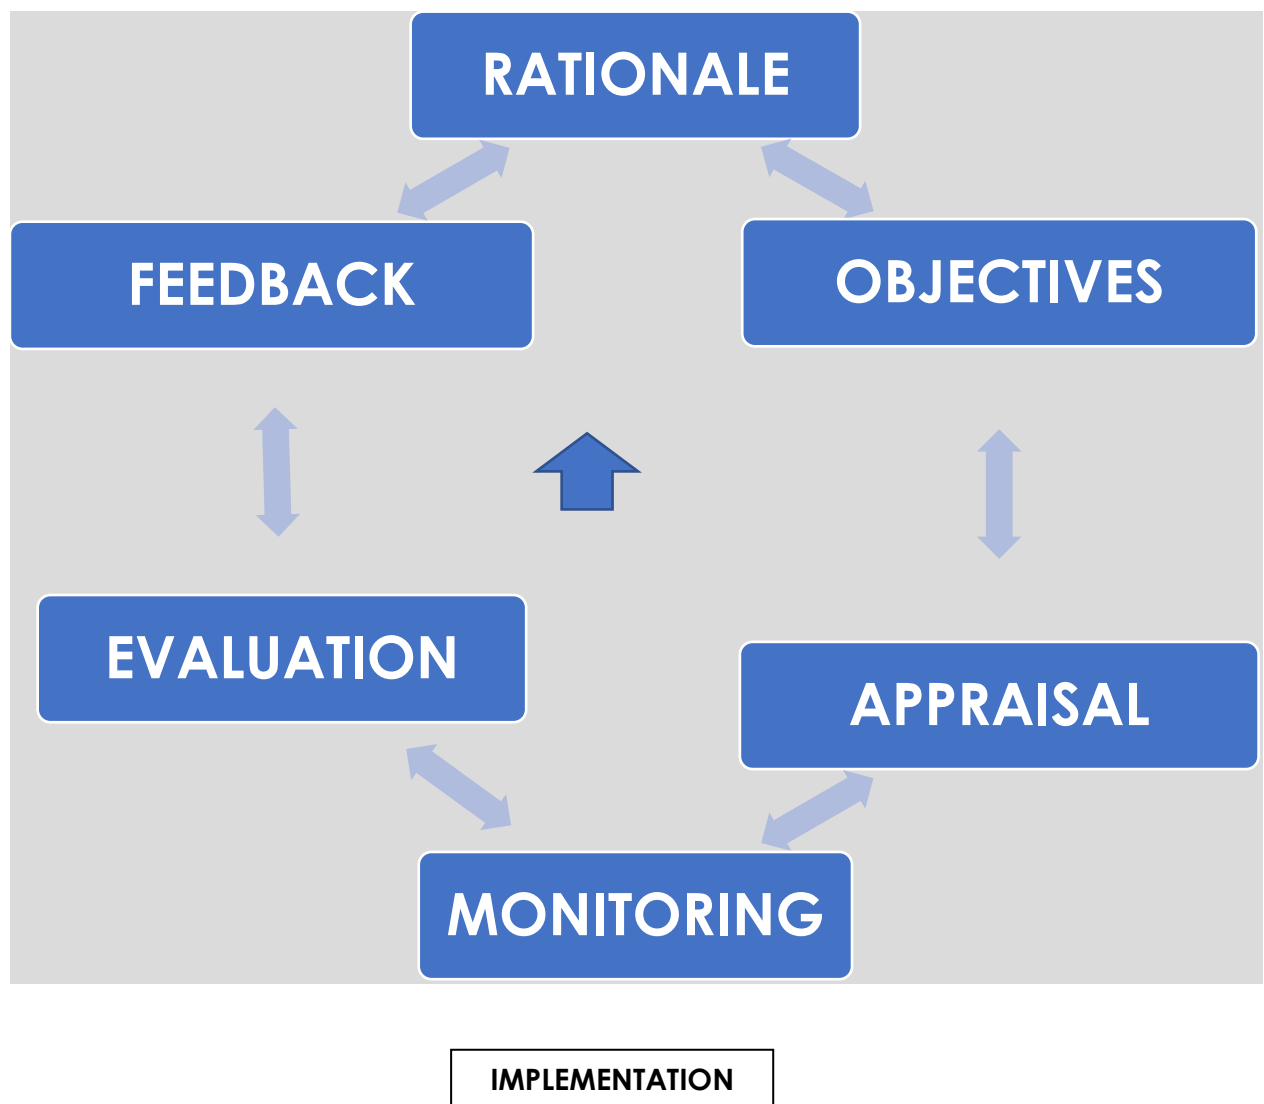 RATIONALE
FEEDBACK
OBJECTIVES
EVALUATION
APPRAISAL
MONITORING
IMPLEMENTATION